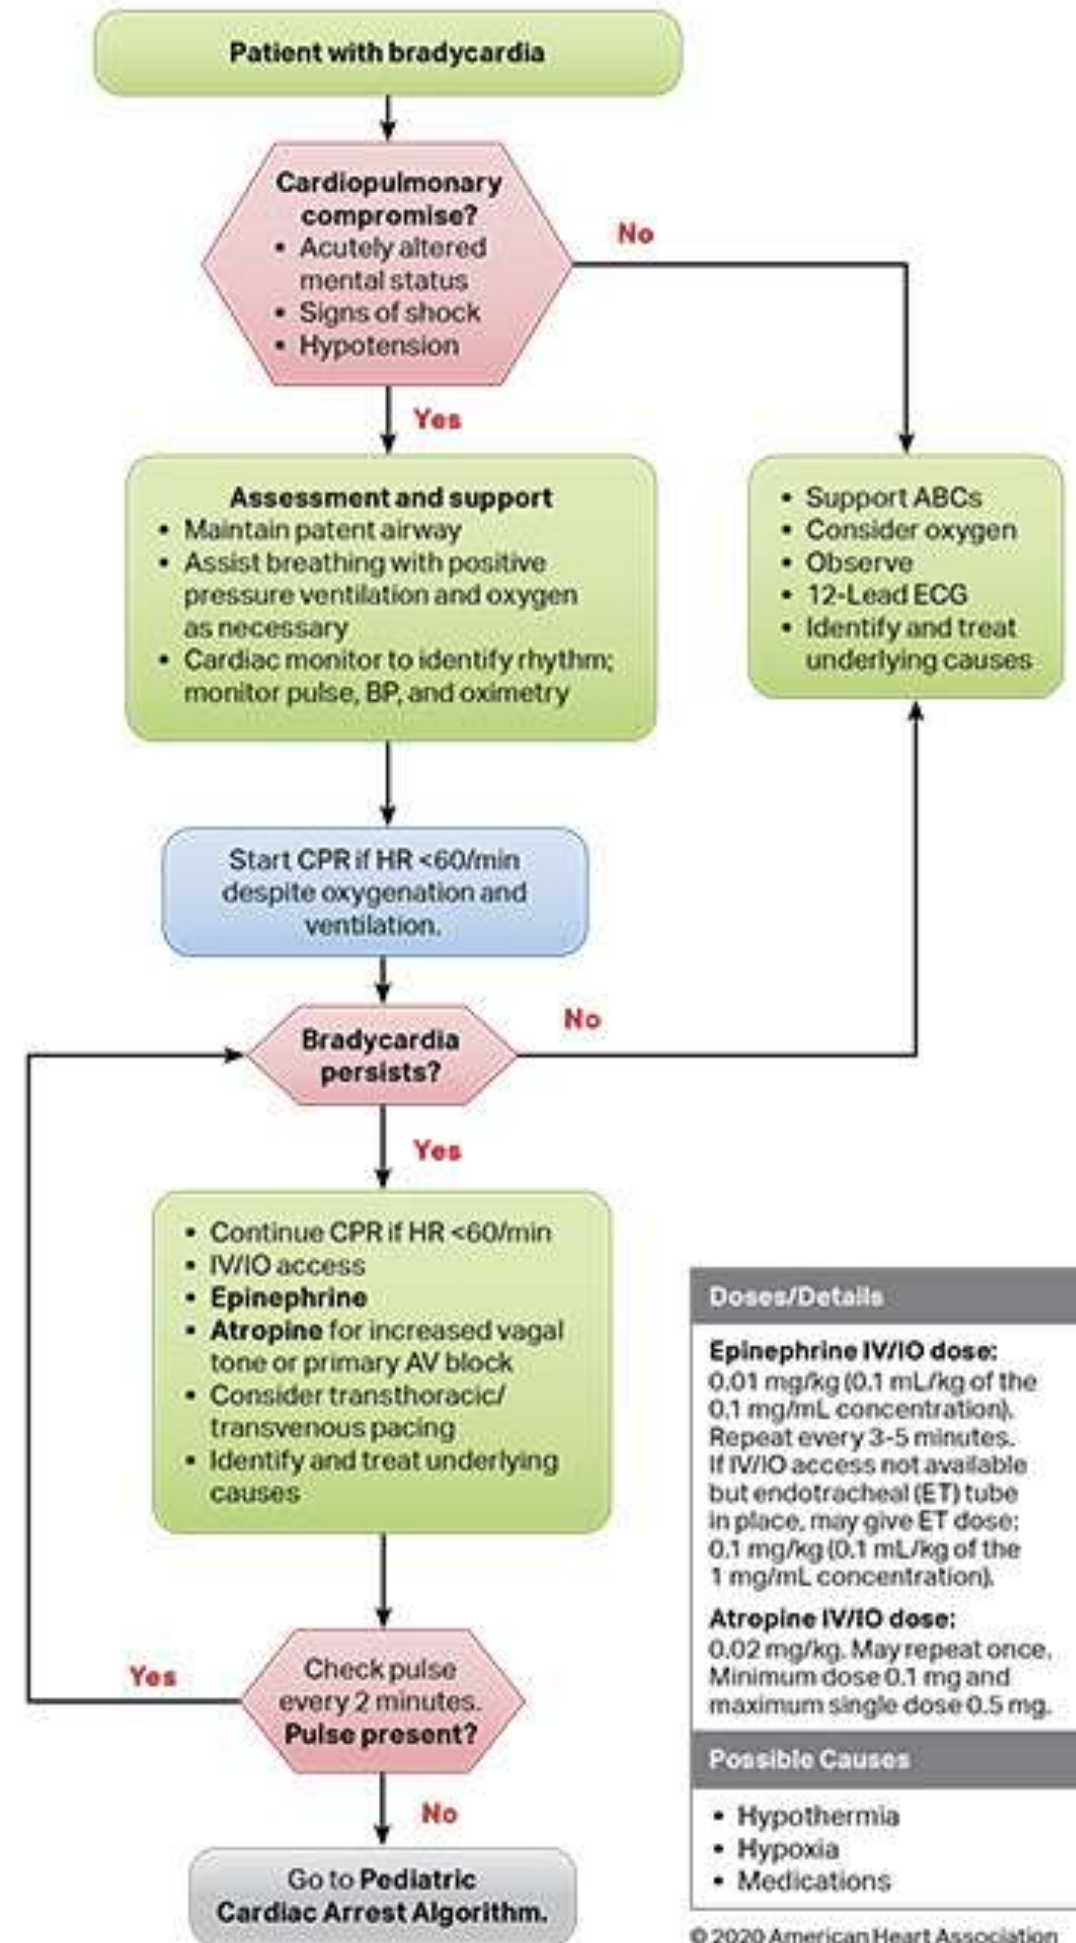 Patient with bradycardia
Cardiopulmonary
compromise?
• Acutely altered
mental status
• Signs of shock
• Hypotension
No
Yes
Assessment and support
• Maintain patent airway
• Assist breathing with positive
pressure ventilation and oxygen
as necessary
• Cardiac monitor to identify rhythm;
monitor pulse, BP, and oximetry
• Support ABCs
• Consider oxygen
• Observe
• 12-Lead ECG
• Identify and treat
underlying causes
Start CPR if HR <60/min
despite oxygenation and
ventilation.
Bradycardia
persists?
No
Yes
• Continue CPR if HR <60/min
• IV/IO access
• Epinephrine
• Atropine for increased vagal
tone or primary AV block
• Consider transthoracic/
transvenous pacing
• Identify and treat underlying
causes
Check pulse
every 2 minutes.
Pulse present?
Yes
No
Go to Pediatric
Cardiac Arrest Algorithm.
Doses/Details
Epinephrine IV/IO dose:
0.01 mg/kg (0.1 mL/kg of the
0.1 mg/mL concentration).
Repeat every 3-5 minutes.
If IV/IO access not available
but endotracheal (ET) tube
in place, may give ET dose:
0.1 mg/kg (0.1 mL/kg of the
1 mg/mL concentration).
Atropine IV/IO dose:
0.02 mg/kg. May repeat once.
Minimum dose 0.1 mg and
maximum single dose 0.5 mg.
Possible Causes
• Hypothermia
• Hypoxia
• Medications
© 2020 American Heart Association